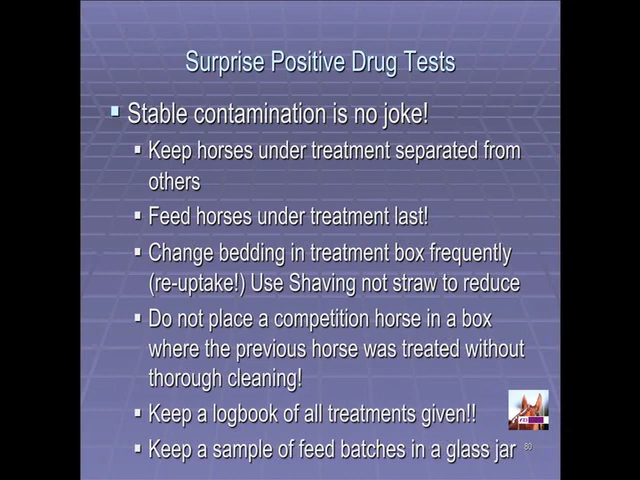 Surprise Positive Drug Tests
Stable contamination is no joke!
Keep horses under treatment separated from
others
Feed horses under treatment last!
Change bedding in treatment box frequently
(re-uptake!) Use Shaving not straw to reduce
Do not place a competition horse in a box
where the previous horse was treated without
thorough cleaning!
Keep a logbook of all treatments given!!
Keep a sample of feed batches in a glass jar
80